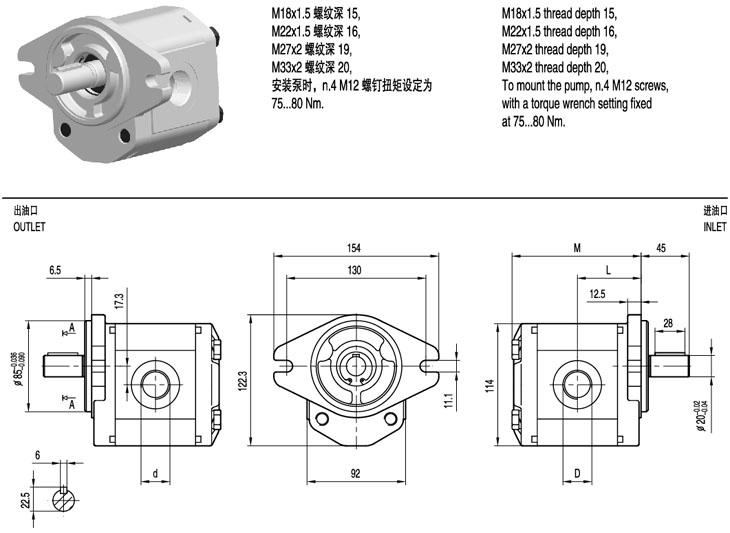 M18x1.5 螺纹深 15,
M22x1.5 螺纹深 16,
M27x2 螺纹深 19,
M33x2 螺纹深 20,
安装泵时，n.4 M12 螺钉扭矩设定为
75...80 Nm.
M18x1.5 thread depth 15,
M22x1.5 thread depth 16,
M27x2 thread depth 19,
M33x2 thread depth 20,
To mount the pump, n.4 M12 screws,
with a torque wrench setting fixed
at 75...80 Nm.
出油口
OUTLET
进油口
INLET
6.5
17.3
A
A
ø85-0.036 -0.090
d
6
22.5
154
130
122.3
11.1
92
M
45
L
12.5
28
114
ø20-0.02 -0.04
D